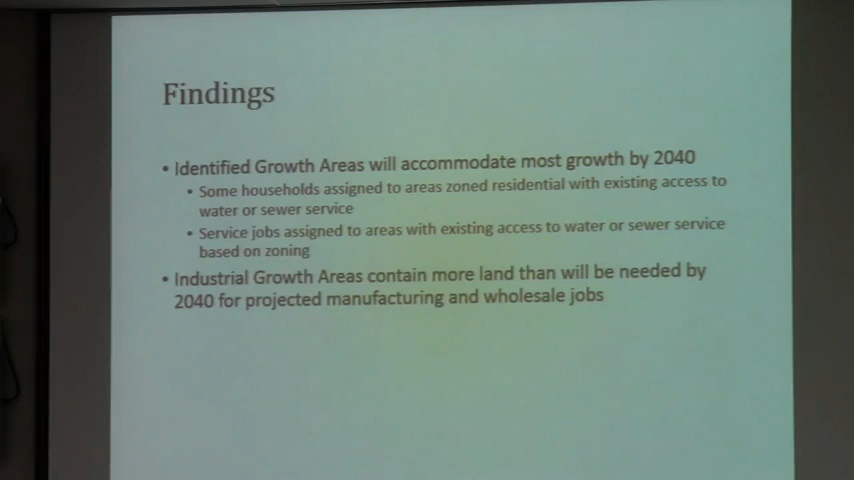 Findings
• Identified Growth Areas will accommodate most growth by 2040
• Some households assigned to areas zoned residential with existing access to
water or sewer service
• Service jobs assigned to areas with existing access to water or sewer service
based on zoning
• Industrial Growth Areas contain more land than will be needed by
2040 for projected manufacturing and wholesale jobs